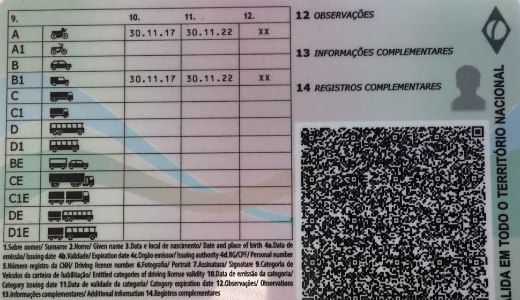 9. 10. 11. 12.
A 30.11.17 30.11.22 XX
A1
B
B1 30.11.17 30.11.22 XX
C
C1
D
D1
BE
CE
C1E
DE
D1E
12 OBSERVAÇÕES
13 INFORMAÇÕES COMPLEMENTARES
14 REGISTROS COMPLEMENTARES
VÁLIDA EM TODO O TERRITÓRIO NACIONAL
1.Sobre nomes/ Surname 2.Nome/ Given name 3.Data e local de nascimento/ Date and place of birth 4a.Data de
emissão/ Issuing date 4b.Validade/ Expiration date 4c.Orgão emissor/ Issuing authority 4d.RG/CPF/ Personal number
5.Número registro da CNH/ Driving licence number 6.Fotografia/ Portrait 7.Assinatura/ Signature 9.Categoria de
Veículos da carteira de habilitação/ Entitled categories of driving license validity 10.Data de emissão da categoria/
Category issuing date 11.Data de validade da categoria/ Category expiration date 12.Observações/ Observations
13.Informações complementares/ Additional information 14.Registros complementares